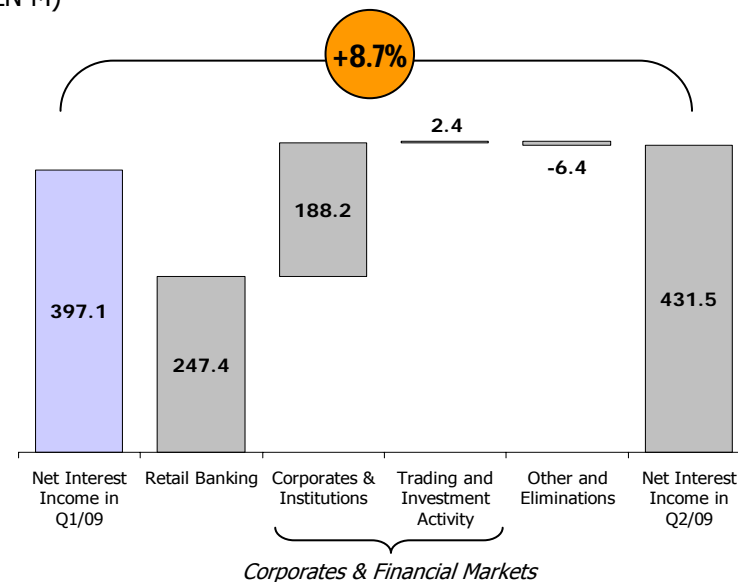 +8.7%
2.4
-6.4
188.2
397.1
431.5
247.4
Net Interest
Income in
Q1/09
Retail Banking
Corporates &
Institutions
Trading and
Investment
Activity
Other and
Eliminations
Net Interest
Income in
Q2/09
Corporates & Financial Markets